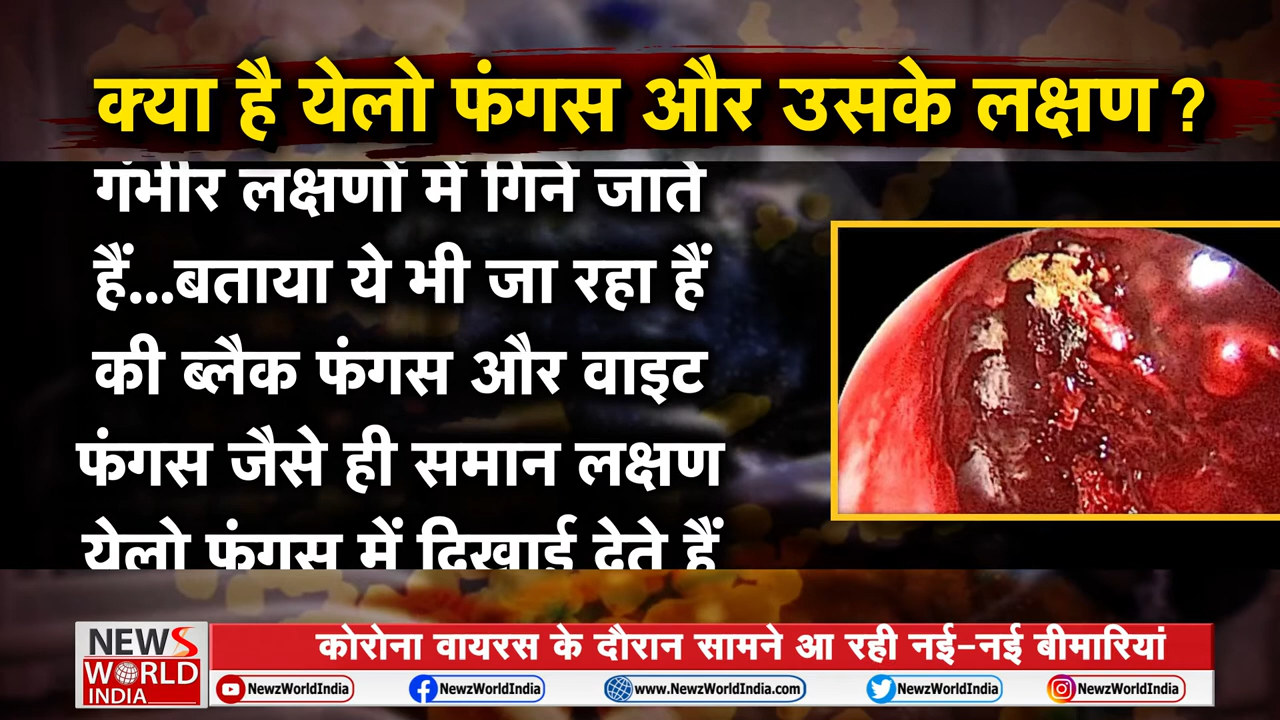 क्या है येलो फंगस और उसके लक्षण ?
गंभीर लक्षणों में गिने जाते
हैं...बताया ये भी जा रहा हैं
की ब्लैक फंगस और वाइट
फंगस जैसे ही समान लक्षण
येलो फंगस में दिखाई देते हैं
NEWS
WORLD
INDIA
कोरोना वायरस के दौरान सामने आ रही नई-नई बीमारियां
NewzWorldIndia
NewzWorldIndia
www.NewzWorldIndia.com
NewzWorldIndia
NewzWorldIndia